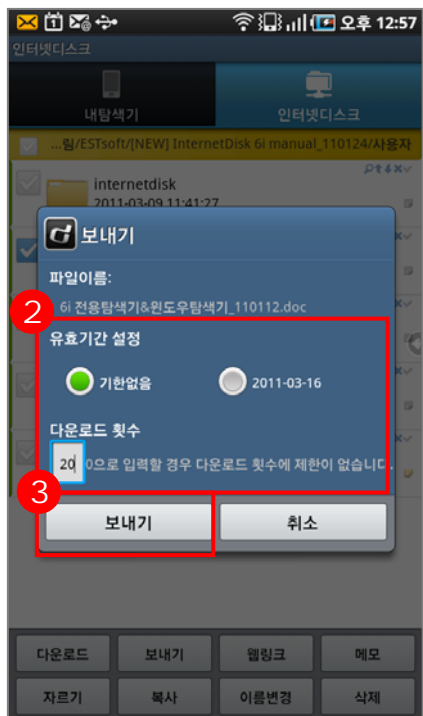 오후 12:57
인터넷디스크
내탐색기
인터넷디스크
...림/ESTsoft/[NEW] InternetDisk 6i manual_110124/사용자
internetdisk
2011-03-09 11:41:27
보내기
파일이름:
6i 전용탐색기&윈도우탐색기_110112.doc
2
유효기간 설정
기한없음
2011-03-16
다운로드 횟수
20 0으로 입력할 경우 다운로드 횟수에 제한이 없습니다.
3
보내기
취소
다운로드
보내기
웹링크
메모
자르기
복사
이름변경
삭제